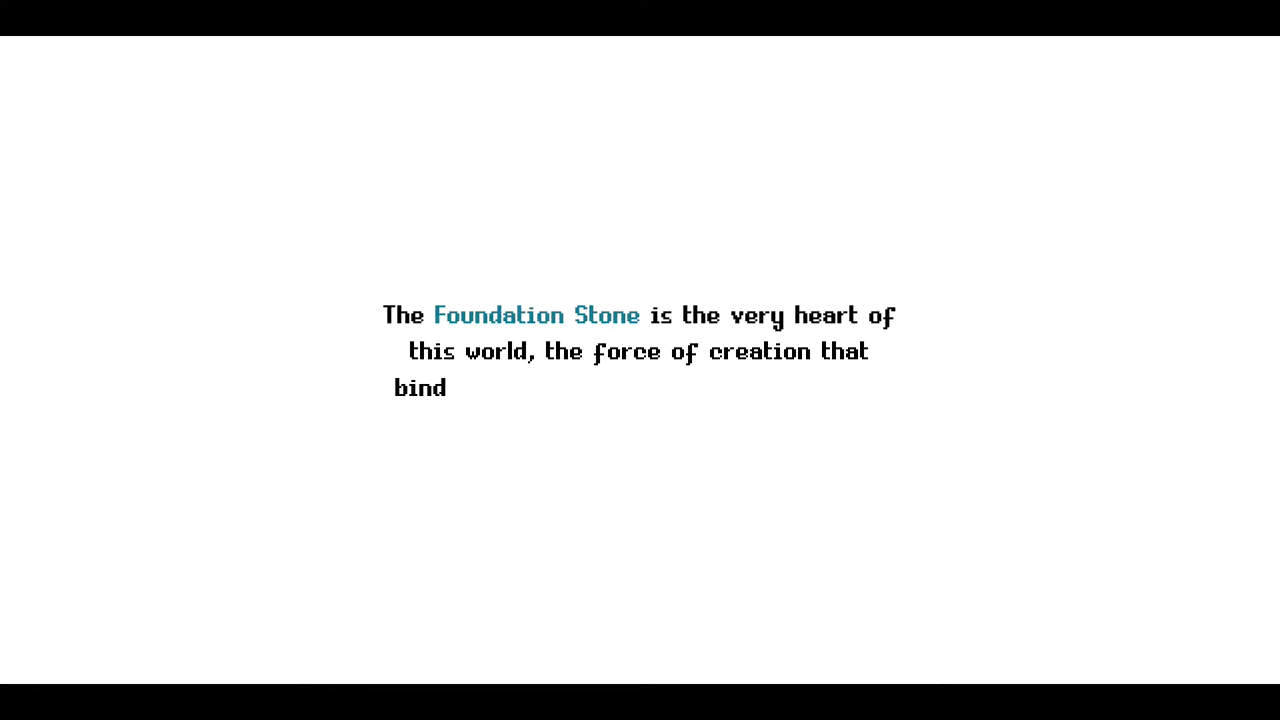 The Foundation Stone is the very heart of
this world, the force of creation that
bind